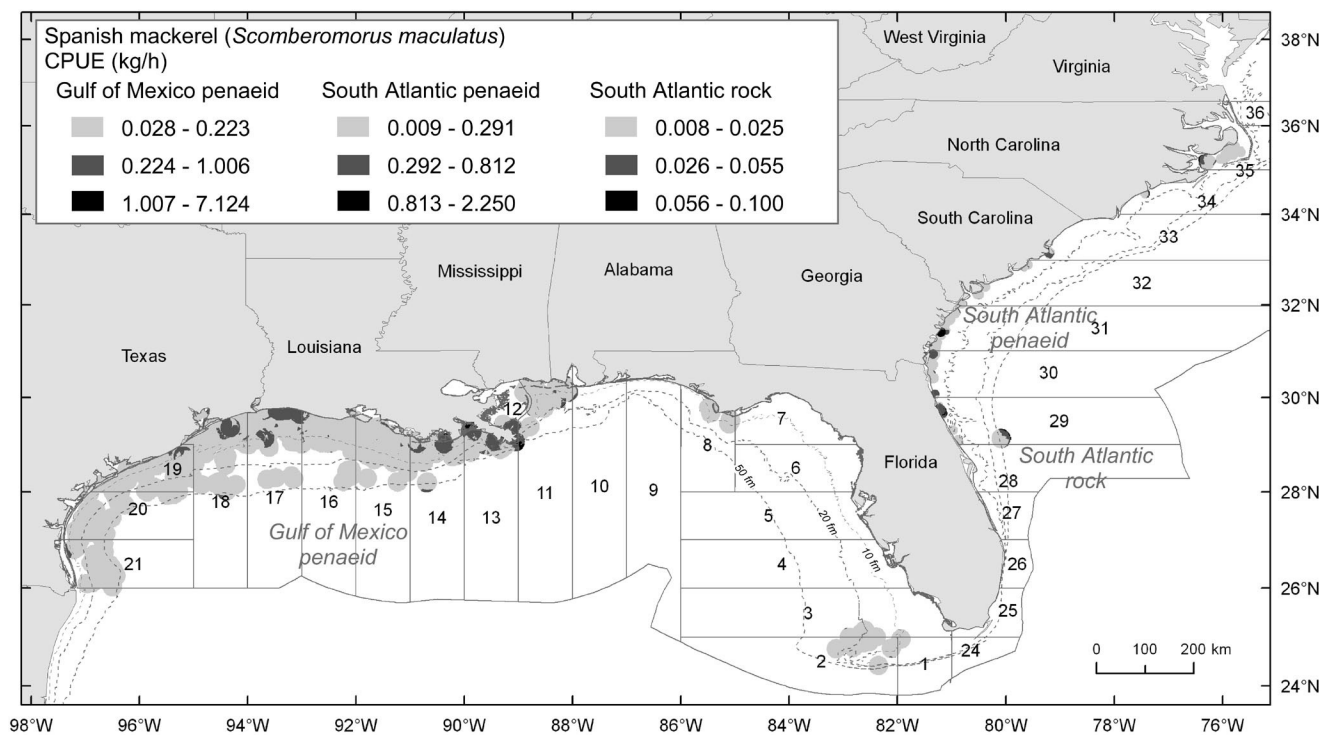 Spanish mackerel (Scomberomorus maculatus)
CPUE (kg/h)
Gulf of Mexico penaeid South Atlantic penaeid South Atlantic rock
0.028 - 0.223 0.009 - 0.291 0.008 - 0.025
0.224 - 1.006 0.292 - 0.812 0.026 - 0.055
1.007 - 7.124 0.813 - 2.250 0.056 - 0.100
West Virginia
Virginia
North Carolina
South Carolina
Mississippi
Alabama
Georgia
Texas
Louisiana
Florida
South Atlantic
penaeid
South Atlantic
rock
Gulf of Mexico
penaeid
36
35
34
33
32
31
30
29
28
27
26
25
24
1
2
3
4
5
6
7
8
9
10
11
12
13
14
15
16
17
18
19
20
21
50 fm
20 fm
10 fm
0 100 200 km
38°N
36°N
34°N
32°N
30°N
28°N
26°N
24°N
98°W 96°W 94°W 92°W 90°W 88°W 86°W 84°W 82°W 80°W 78°W 76°W